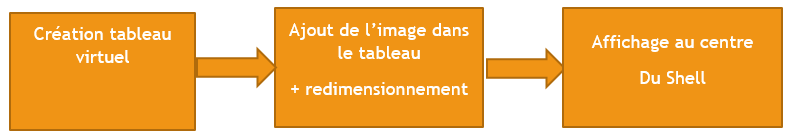 Création tableau
virtuel
Ajout de l’image dans
le tableau
+ redimensionnement
Affichage au centre
Du Shell